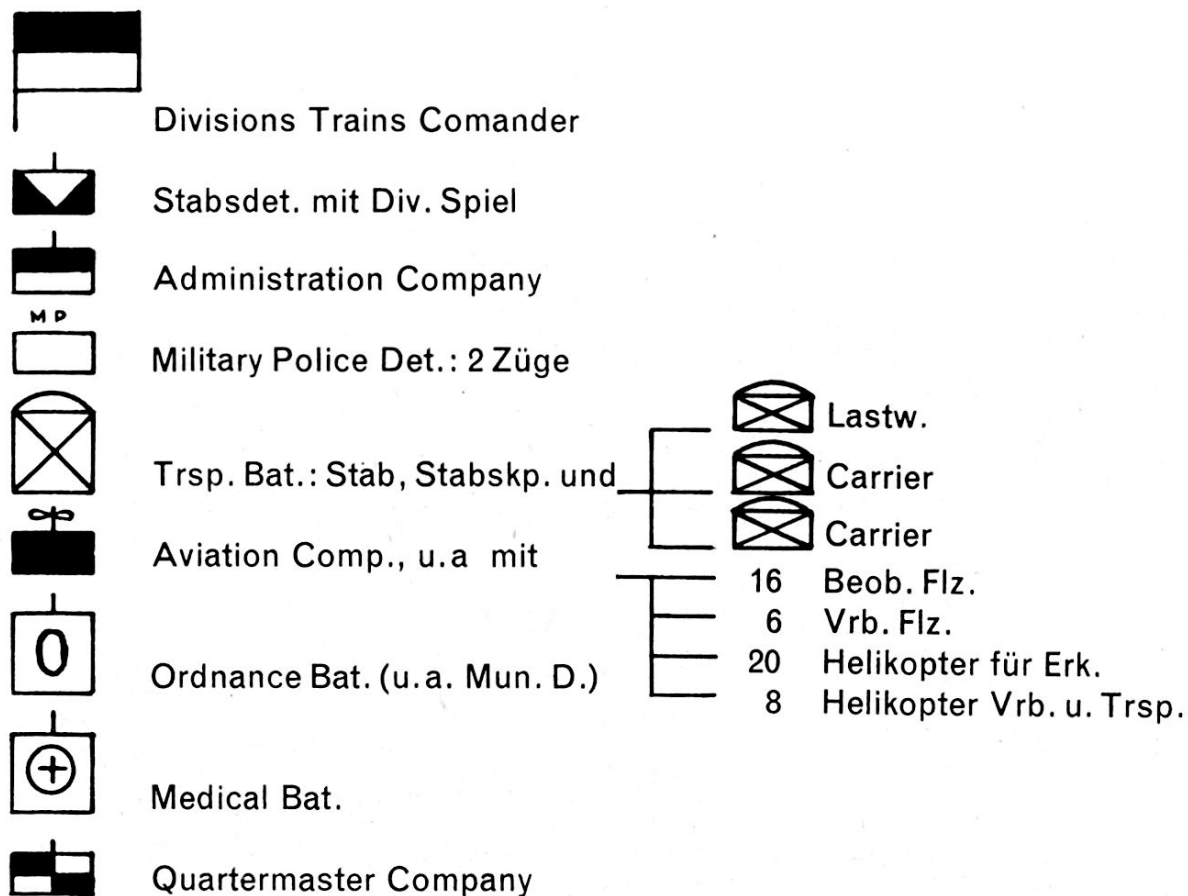 Divisions Trains Comander
Stabsdet. mit Div. Spiel
Administration Company
M P
Military Police Det.: 2 Züge
Trsp. Bat.: Stab, Stabskp. und
Lastw.
Carrier
Carrier
Aviation Comp., u.a mit
16 Beob. Flz.
6 Vrb. Flz.
20 Helikopter für Erk.
8 Helikopter Vrb. u. Trsp.
0
Ordnance Bat. (u.a. Mun. D.)
Medical Bat.
Quartermaster Company